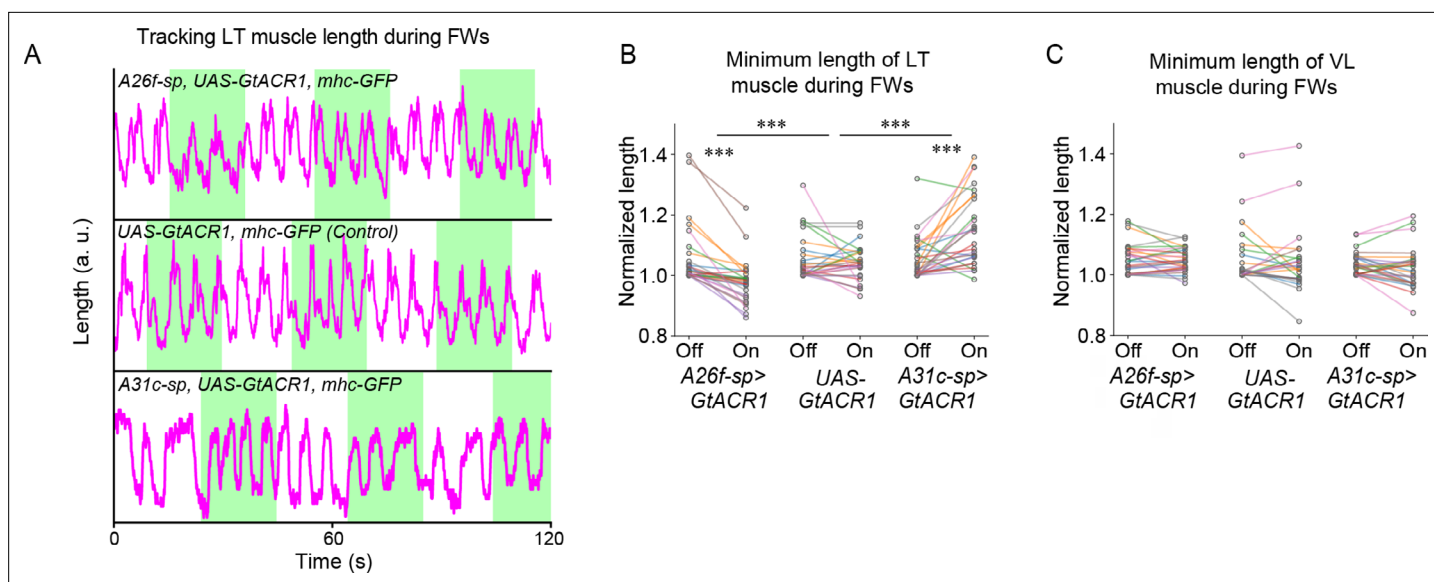 A
Tracking LT muscle length during FWs
A26f-sp, UAS-GtACR1, mhc-GFP
UAS-GtACR1, mhc-GFP (Control)
A31c-sp, UAS-GtACR1, mhc-GFP
Length (a. u.)
0 60 120
Time (s)
B
Minimum length of LT
muscle during FWs
*** ***
*** ***
Normalized length
1.4
1.2
1.0
0.8
Off On Off On Off On
A26f-sp> UAS- A31c-sp>
GtACR1 GtACR1 GtACR1
C
Minimum length of VL
muscle during FWs
Normalized length
1.4
1.2
1.0
0.8
Off On Off On Off On
A26f-sp> UAS- A31c-sp>
GtACR1 GtACR1 GtACR1